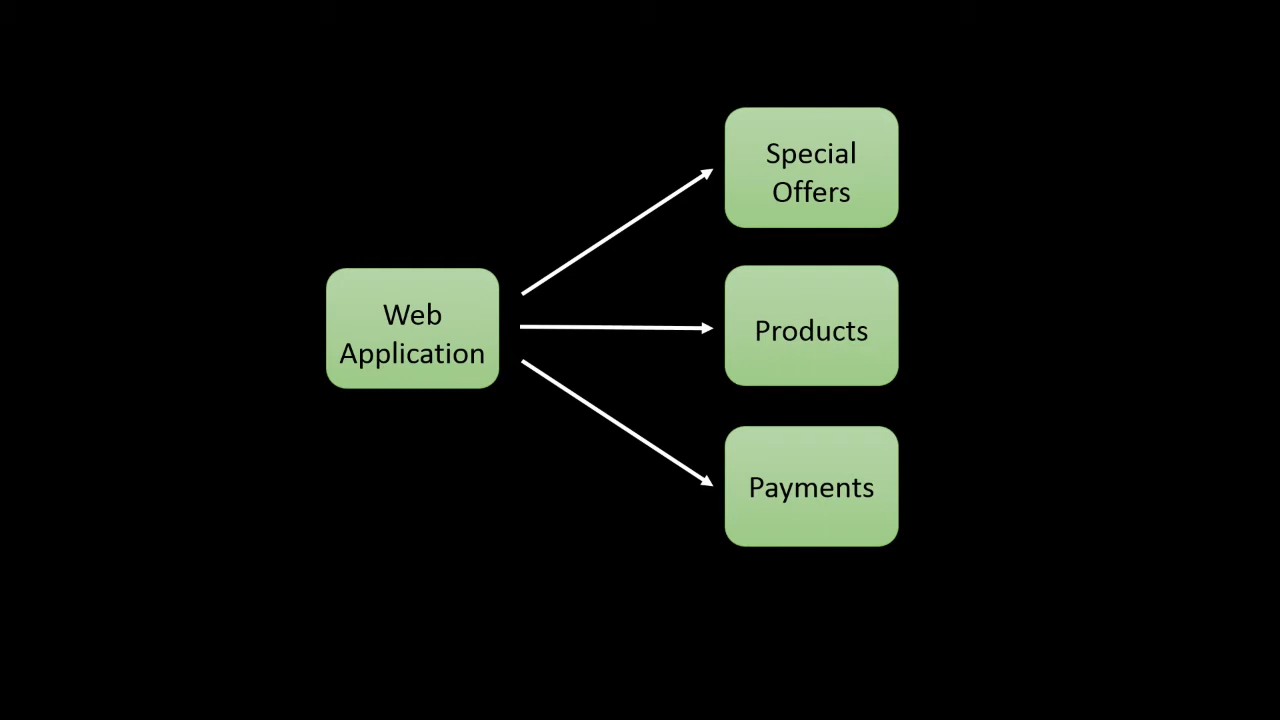 Special
Offers
Web
Application
Products
Payments